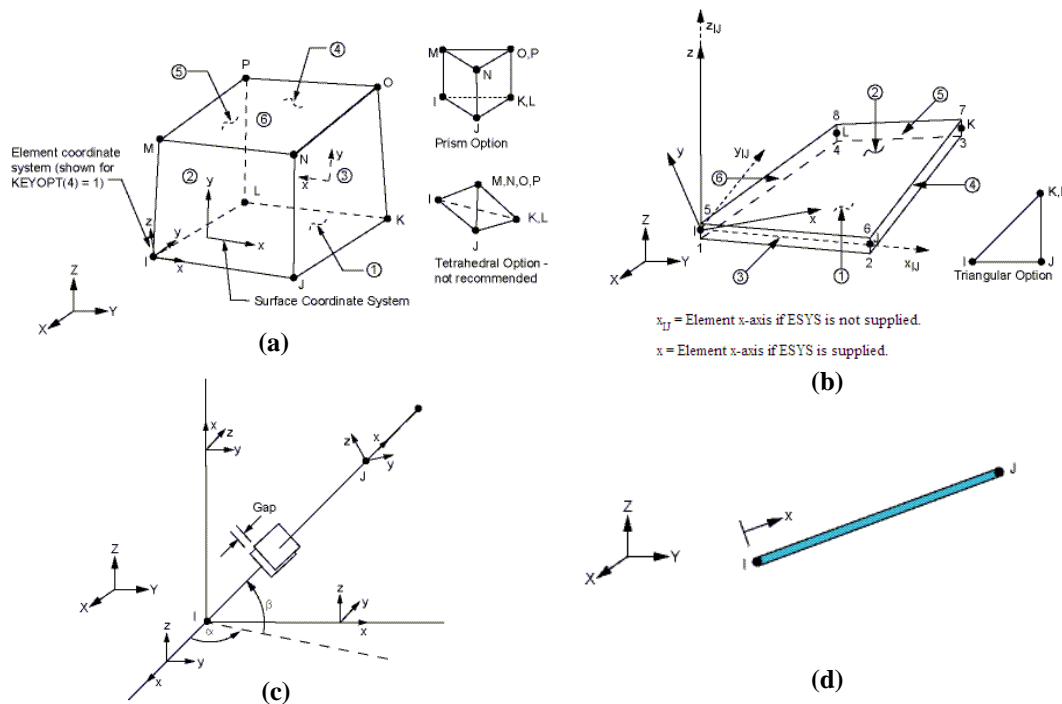 P
O
④
⑤
⑥
M
N
Element coordinate
system (shown for
KEYOPT(4) = 1)
②
③
y
x
y
x
L
K
z
y
I
x
J
①
Z
Y
X
Surface Coordinate System
M
O,P
N
I
K,L
J
Prism Option
M,N,O,P
I
K,L
J
Tetrahedral Option -
not recommended
(a)
z_IJ
z
②
⑤
8
7
L
K
4
3
y
y_IJ
⑥
④
x
5
I
1
6
J
2
x_IJ
③
①
Z
Y
X
K,
I
J
Triangular Option
x_IJ = Element x-axis if ESYS is not supplied.
x = Element x-axis if ESYS is supplied.
(b)
x
z
y
z
x
y
J
Gap
Z
Y
X
I
α
β
z
y
x
z
y
x
(c)
Z
Y
X
x
I
J
(d)